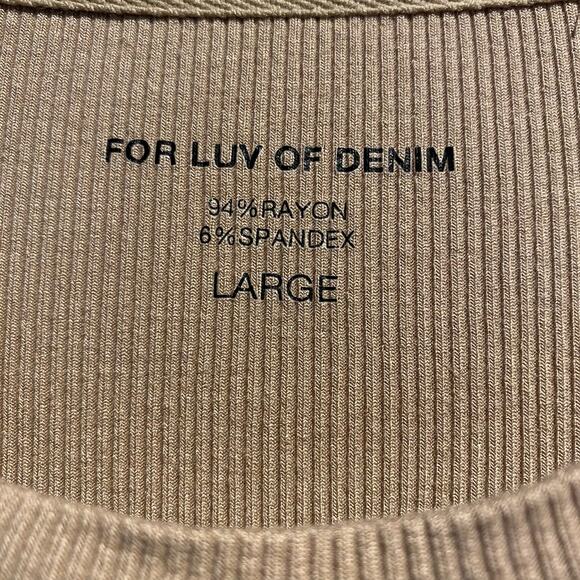 FOR LUV OF DENIM
94%RAYON
6%SPANDEX
LARGE